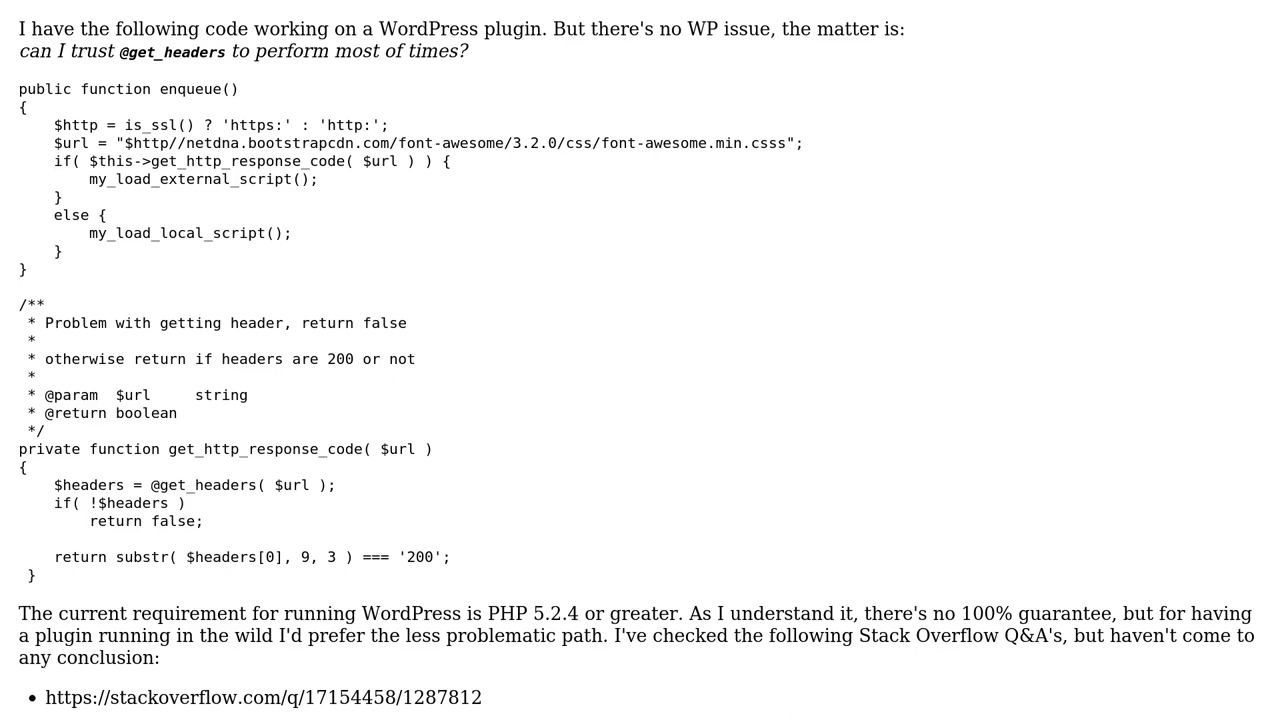 I have the following code working on a WordPress plugin. But there's no WP issue, the matter is:
can I trust @get_headers to perform most of times?
public function enqueue()
{
    $http = is_ssl() ? 'https:' : 'http:';
    $url = "$http//netdna.bootstrapcdn.com/font-awesome/3.2.0/css/font-awesome.min.csss";
    if( $this->get_http_response_code( $url ) ) {
        my_load_external_script();
    }
    else {
        my_load_local_script();
    }
}
/**
 * Problem with getting header, return false
 *
 * otherwise return if headers are 200 or not
 *
 * @param  $url     string
 * @return boolean
 */
private function get_http_response_code( $url )
{
    $headers = @get_headers( $url );
    if( !$headers )
        return false;
    return substr( $headers[0], 9, 3 ) === '200';
 }
The current requirement for running WordPress is PHP 5.2.4 or greater. As I understand it, there's no 100% guarantee, but for having
a plugin running in the wild I'd prefer the less problematic path. I've checked the following Stack Overflow Q&A's, but haven't come to
any conclusion:
• https://stackoverflow.com/q/17154458/1287812